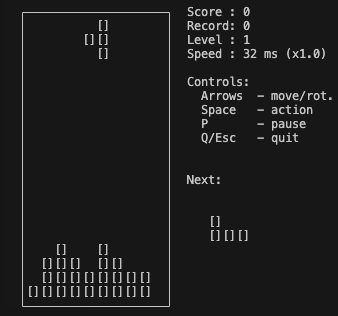 Score : 0
Record: 0
Level : 1
Speed : 32 ms (x1.0)
Controls:
Arrows - move/rot.
Space - action
P - pause
Q/Esc - quit
Next:
[]
[][]
[]
[]
[][][]
[] []
[][][] [][]
[][][][][][][][]
[][][][][][][][][]